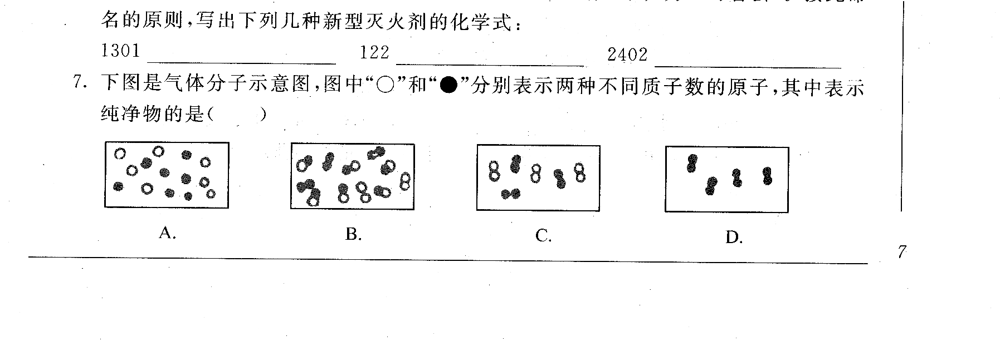 名的原则,写出下列几种新型灭火剂的化学式:
1301 122 2402
7. 下图是气体分子示意图,图中“○”和“●”分别表示两种不同质子数的原子,其中表示
纯净物的是( )
A. B. C. D.
7